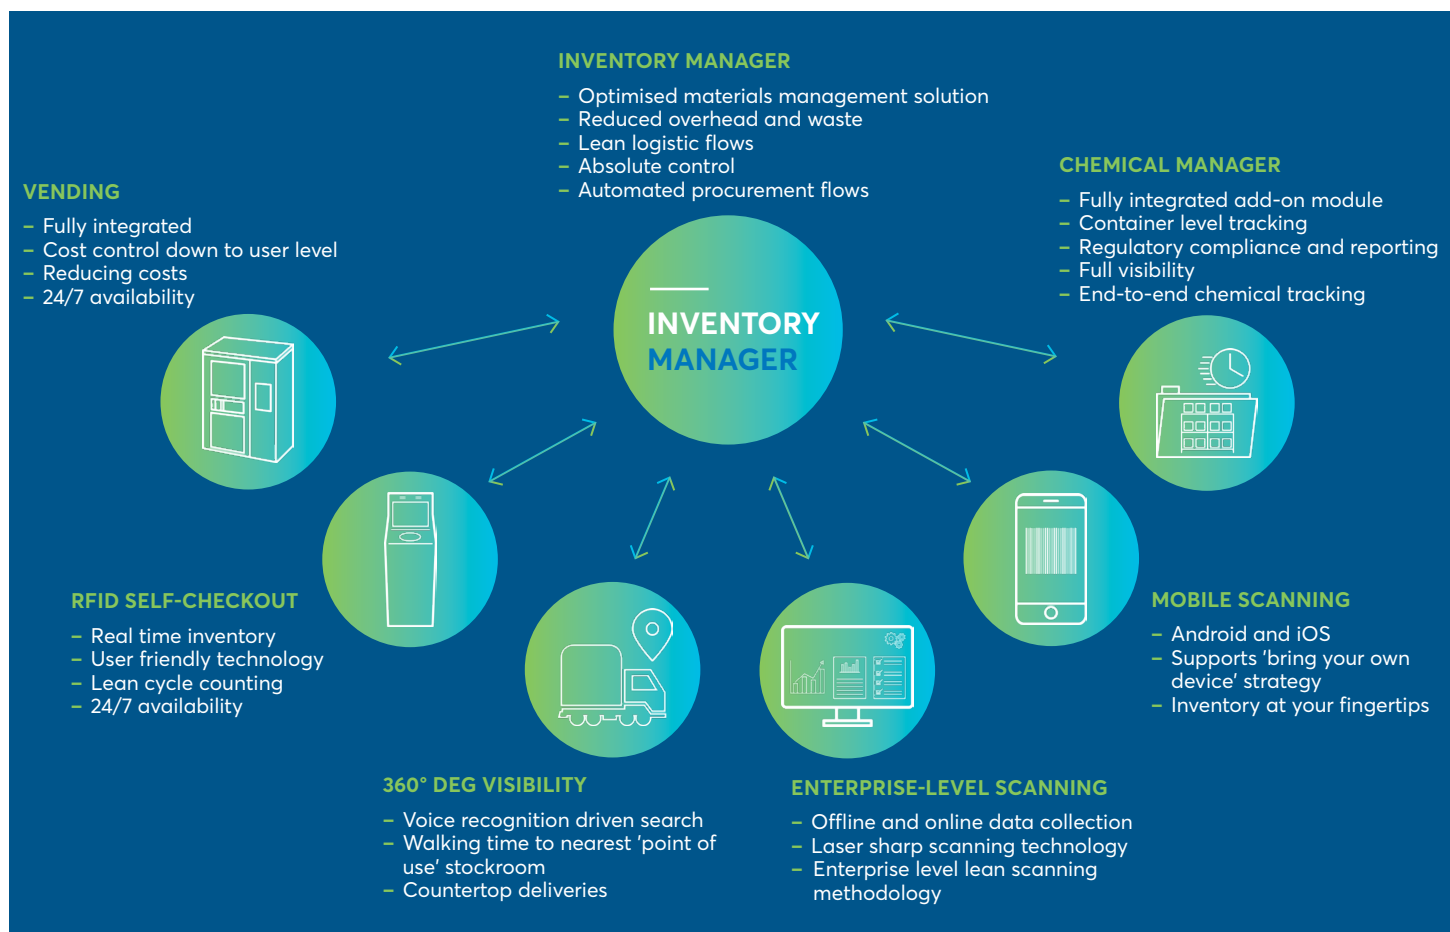 INVENTORY MANAGER
– Optimised materials management solution
– Reduced overhead and waste
– Lean logistic flows
– Absolute control
– Automated procurement flows
VENDING
– Fully integrated
– Cost control down to user level
– Reducing costs
– 24/7 availability
CHEMICAL MANAGER
– Fully integrated add-on module
– Container level tracking
– Regulatory compliance and reporting
– Full visibility
– End-to-end chemical tracking
INVENTORY
MANAGER
RFID SELF-CHECKOUT
– Real time inventory
– User friendly technology
– Lean cycle counting
– 24/7 availability
MOBILE SCANNING
– Android and iOS
– Supports 'bring your own
device' strategy
– Inventory at your fingertips
360° DEG VISIBILITY
– Voice recognition driven search
– Walking time to nearest 'point of
use' stockroom
– Countertop deliveries
ENTERPRISE-LEVEL SCANNING
– Offline and online data collection
– Laser sharp scanning technology
– Enterprise level lean scanning
methodology